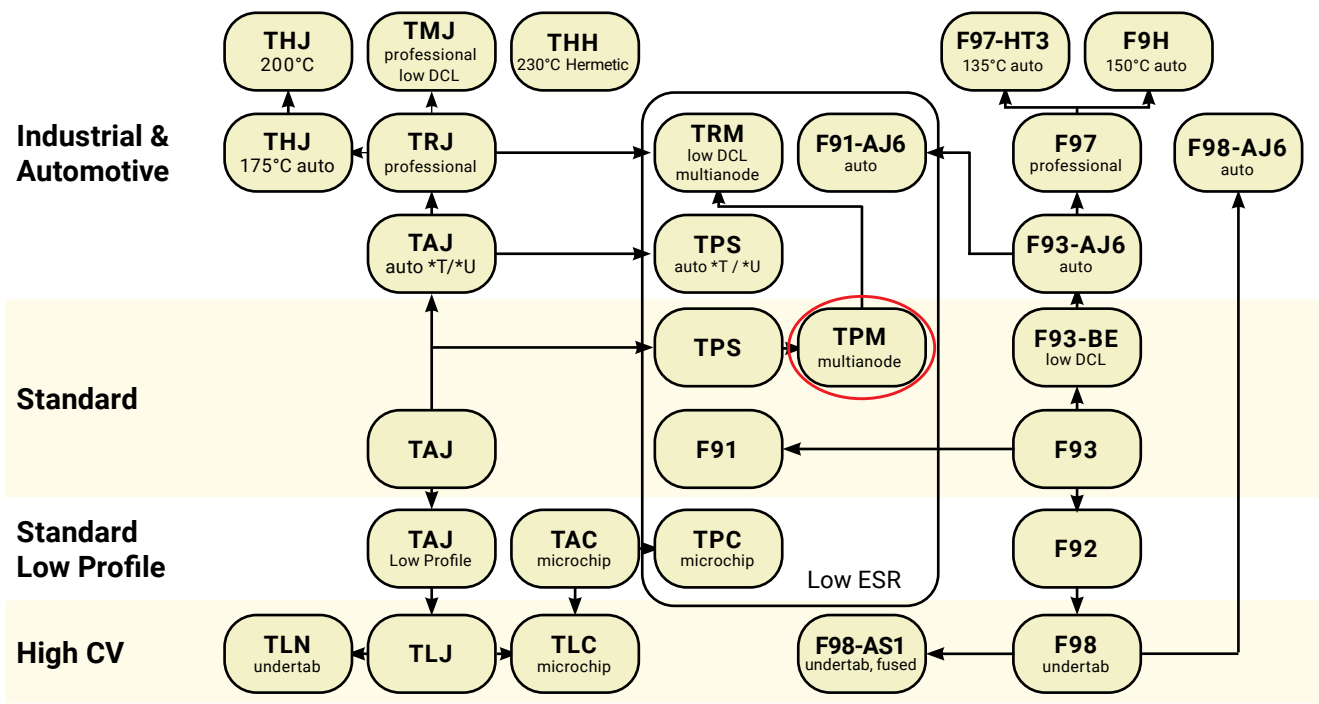 Industrial &
Automotive
THJ
200°C
TMJ
professional
low DCL
THH
230°C Hermetic
F97-HT3
135°C auto
F9H
150°C auto
THJ
175°C auto
TRJ
professional
TRM
low DCL
multianode
F91-AJ6
auto
F97
professional
F98-AJ6
auto
TAJ
auto *T/*U
TPS
auto *T / *U
F93-AJ6
auto
Standard
TPS
TPM
multianode
F93-BE
low DCL
TAJ
F91
F93
Standard
Low Profile
TAJ
Low Profile
TAC
microchip
TPC
microchip
Low ESR
F92
High CV
TLN
undertab
TLJ
TLC
microchip
F98-AS1
undertab, fused
F98
undertab